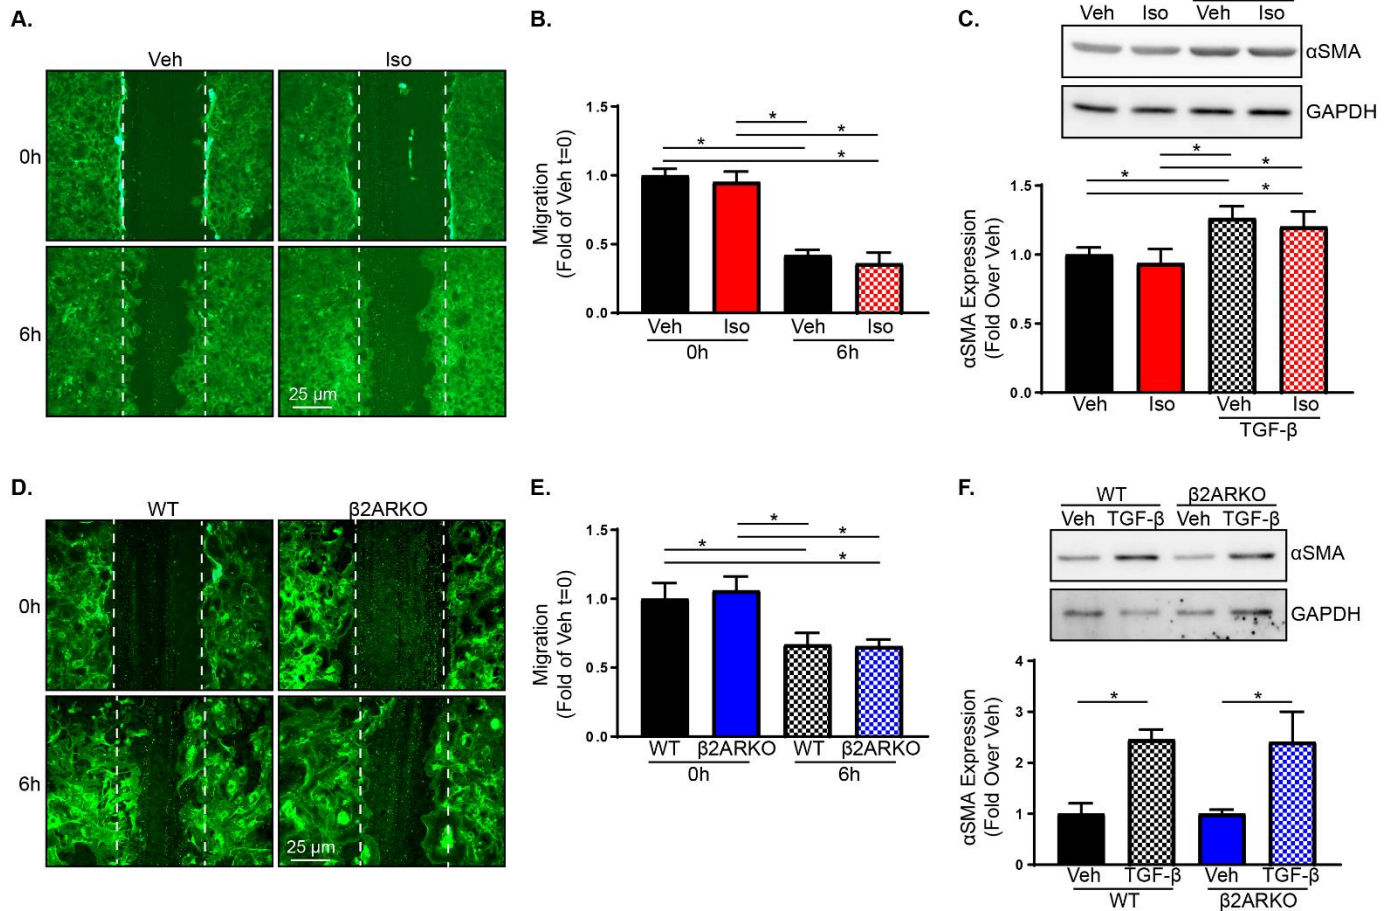 A.
Veh Iso
0h
6h
25 µm
B.
Migration
(Fold of Veh t=0)
1.5
1.0
0.5
0.0
* * * *
Veh Iso Veh Iso
0h 6h
C.
Veh Iso Veh Iso
αSMA
GAPDH
αSMA Expression
(Fold Over Veh)
1.5
1.0
0.5
0.0
* * * *
Veh Iso Veh Iso
TGF-β
D.
WT β2ARKO
0h
6h
25 µm
E.
Migration
(Fold of Veh t=0)
1.5
1.0
0.5
0.0
* * * *
WT β2ARKO WT β2ARKO
0h 6h
F.
WT β2ARKO
Veh TGF-β Veh TGF-β
αSMA
GAPDH
αSMA Expression
(Fold Over Veh)
4
3
2
1
0
* *
Veh TGF-β Veh TGF-β
WT β2ARKO